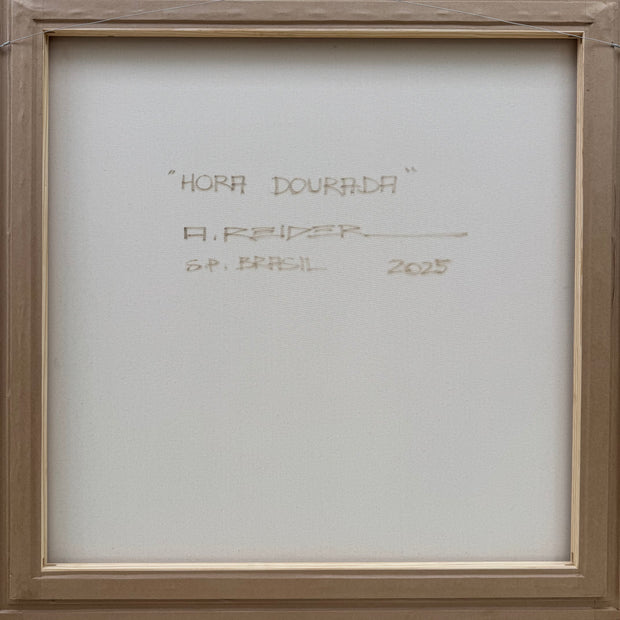 "HORA DOURADA"
A. REIDER
S.P. BRASIL 2025